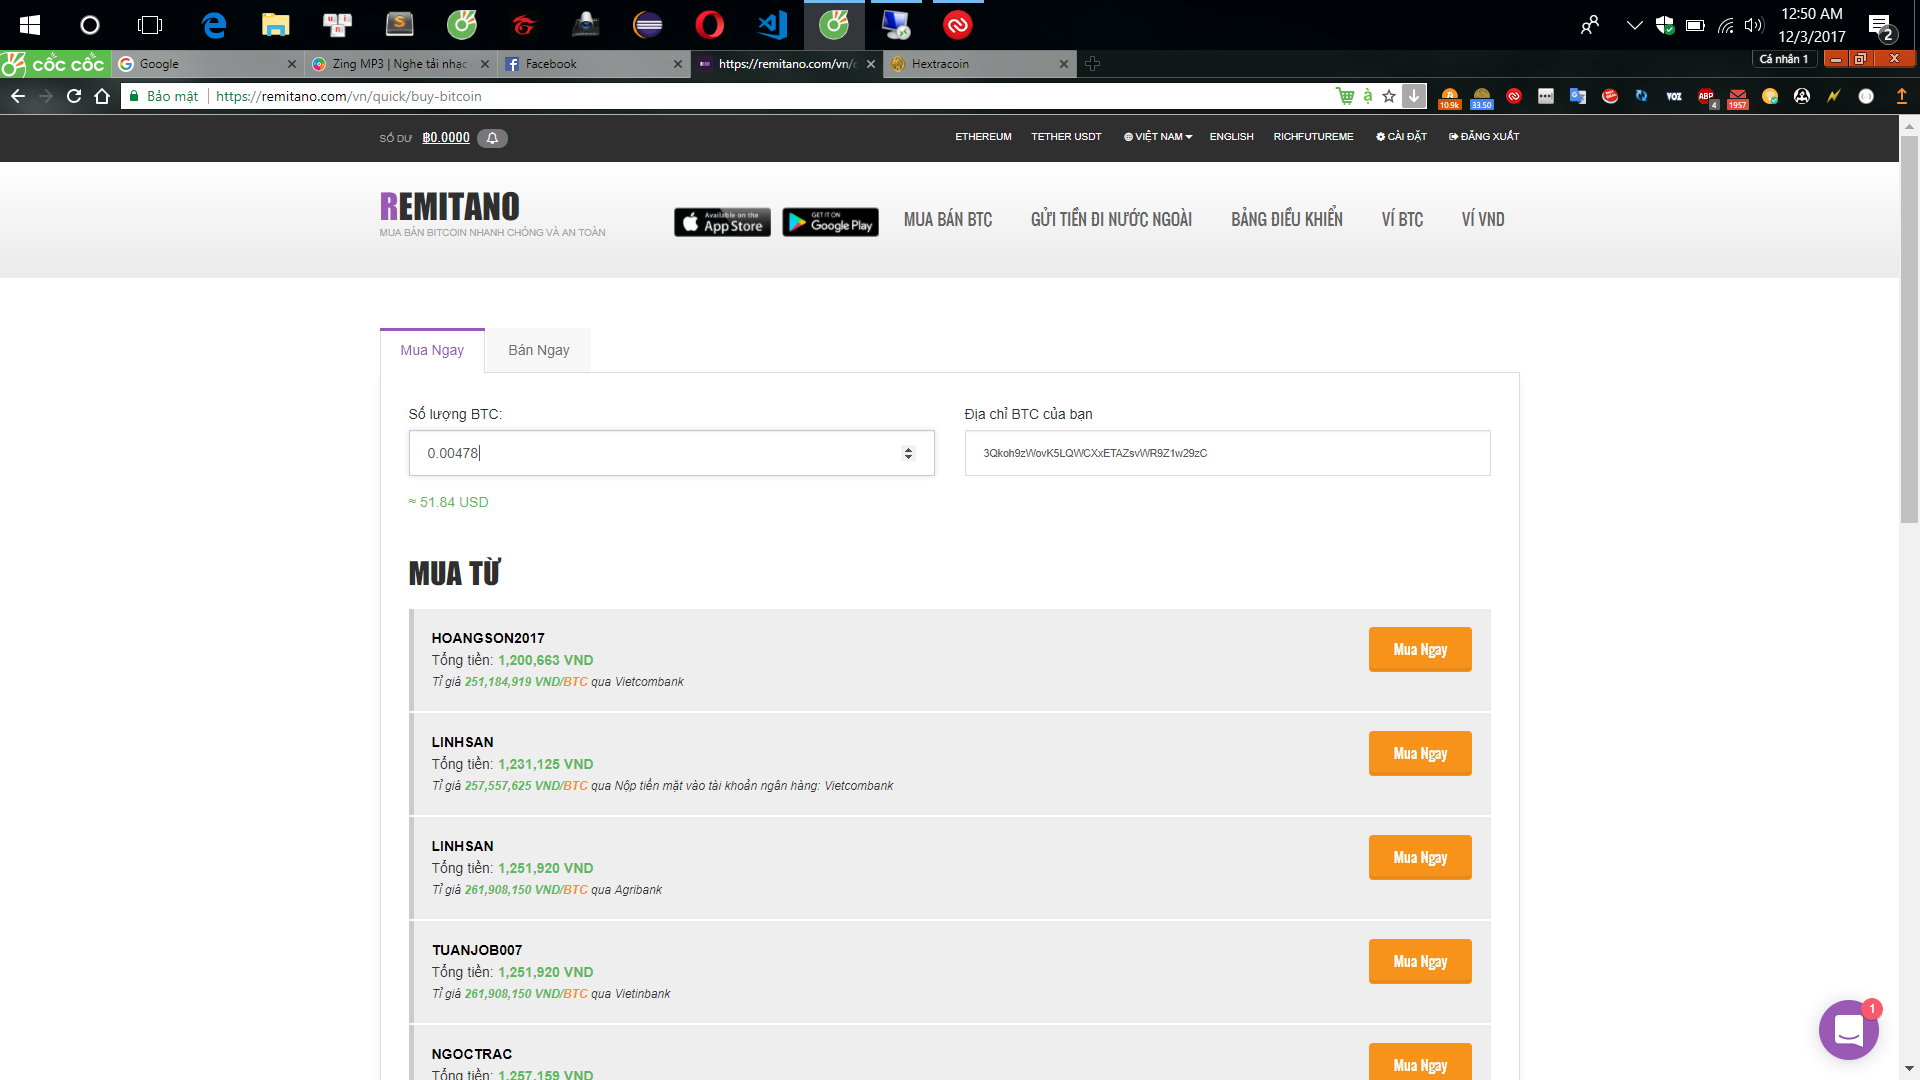 12:50 AM
12/3/2017
2
cốc cốc
Google
Zing MP3 | Nghe tải nhạc
Facebook
https://remitano.com/vn/
Hextracoin
Cá nhân 1
Bảo mật
https://remitano.com/vn/quick/buy-bitcoin
10.9k
33.50
VOZ
ABP
4
1957
SỐ DƯ ฿0.0000
ETHEREUM
TETHER USDT
VIỆT NAM
ENGLISH
RICHFUTUREME
CÀI ĐẶT
ĐĂNG XUẤT
REMITANO
MUA BÁN BITCOIN NHANH CHÓNG VÀ AN TOÀN
Available on the
App Store
GET IT ON
Google Play
MUA BÁN BTC
GỬI TIỀN ĐI NƯỚC NGOÀI
BẢNG ĐIỀU KHIỂN
VÍ BTC
VÍ VND
Mua Ngay
Bán Ngay
Số lượng BTC:
Địa chỉ BTC của bạn
0.00478
3Qkoh9zWovK5LQWCXxETAZsvWR9Z1w29zC
≈ 51.84 USD
MUA TỪ
HOANGSON2017
Tổng tiền: 1,200,663 VND
Tỉ giá 251,184,919 VND/BTC qua Vietcombank
Mua Ngay
LINHSAN
Tổng tiền: 1,231,125 VND
Tỉ giá 257,557,625 VND/BTC qua Nộp tiền mặt vào tài khoản ngân hàng: Vietcombank
Mua Ngay
LINHSAN
Tổng tiền: 1,251,920 VND
Tỉ giá 261,908,150 VND/BTC qua Agribank
Mua Ngay
TUANJOB007
Tổng tiền: 1,251,920 VND
Tỉ giá 261,908,150 VND/BTC qua Vietinbank
Mua Ngay
NGOCTRAC
Tổng tiền: 1,257,159 VND
Mua Ngay
1